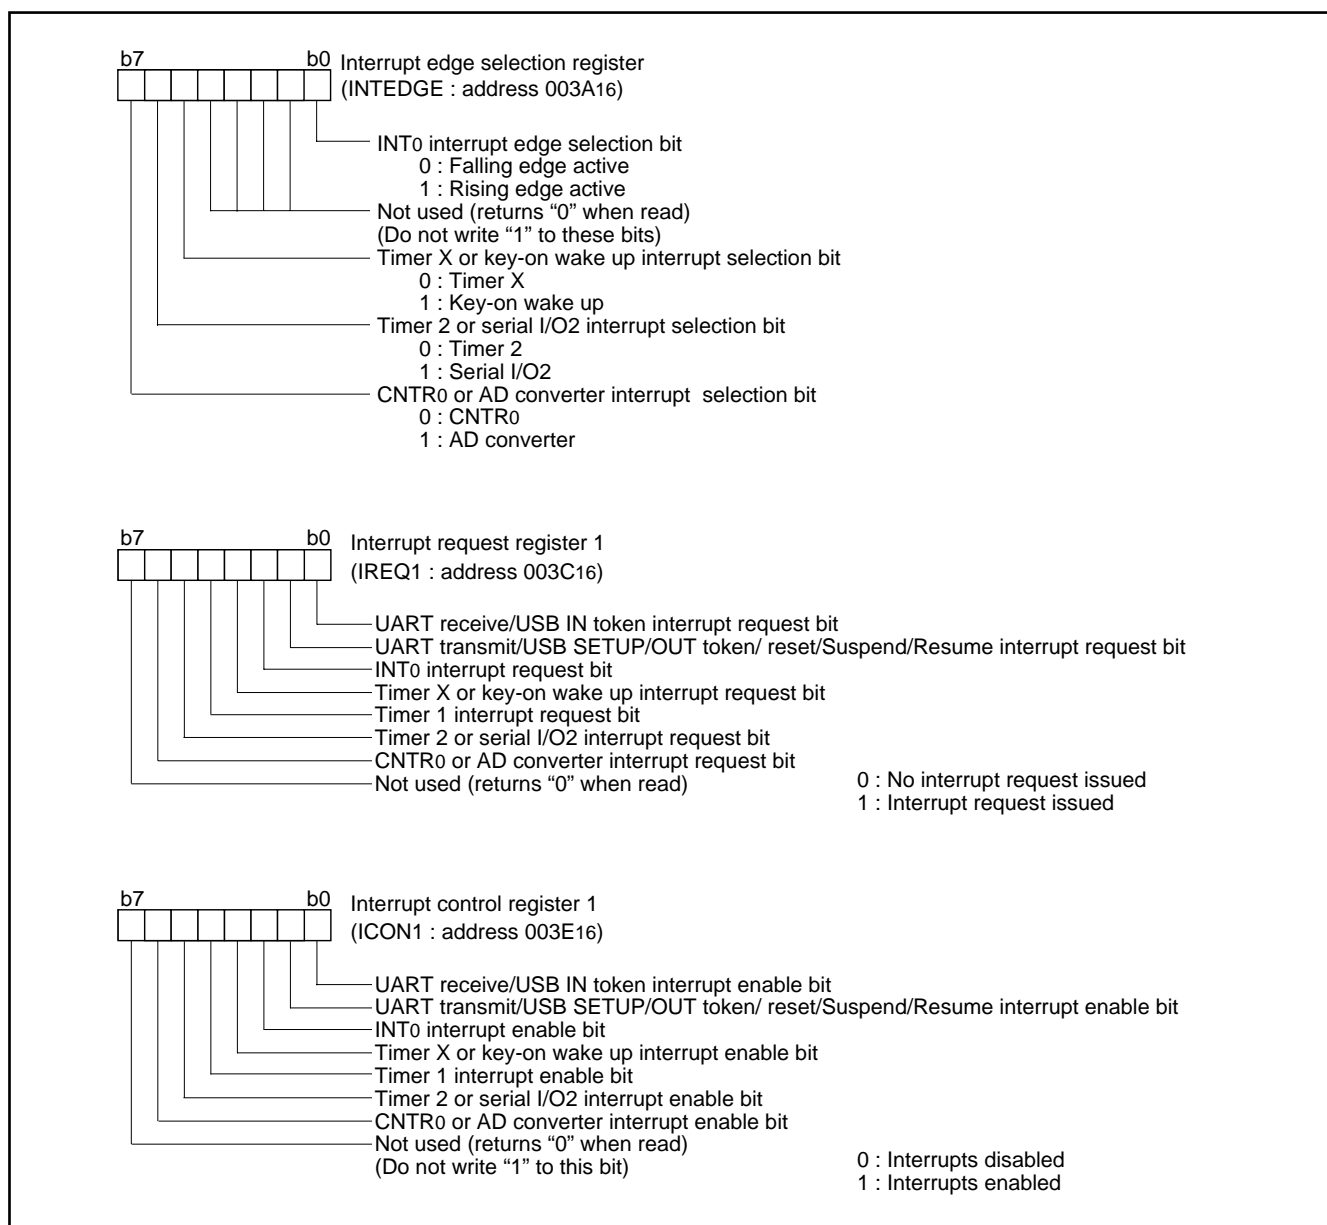 b7 b0 Interrupt edge selection register
(INTEDGE : address 003A16)
INT0 interrupt edge selection bit
0 : Falling edge active
1 : Rising edge active
Not used (returns “0” when read)
(Do not write “1” to these bits)
Timer X or key-on wake up interrupt selection bit
0 : Timer X
1 : Key-on wake up
Timer 2 or serial I/O2 interrupt selection bit
0 : Timer 2
1 : Serial I/O2
CNTR0 or AD converter interrupt selection bit
0 : CNTR0
1 : AD converter
b7 b0 Interrupt request register 1
(IREQ1 : address 003C16)
UART receive/USB IN token interrupt request bit
UART transmit/USB SETUP/OUT token/ reset/Suspend/Resume interrupt request bit
INT0 interrupt request bit
Timer X or key-on wake up interrupt request bit
Timer 1 interrupt request bit
Timer 2 or serial I/O2 interrupt request bit
CNTR0 or AD converter interrupt request bit
Not used (returns “0” when read)
0 : No interrupt request issued
1 : Interrupt request issued
b7 b0 Interrupt control register 1
(ICON1 : address 003E16)
UART receive/USB IN token interrupt enable bit
UART transmit/USB SETUP/OUT token/ reset/Suspend/Resume interrupt enable bit
INT0 interrupt enable bit
Timer X or key-on wake up interrupt enable bit
Timer 1 interrupt enable bit
Timer 2 or serial I/O2 interrupt enable bit
CNTR0 or AD converter interrupt enable bit
Not used (returns “0” when read)
(Do not write “1” to this bit)
0 : Interrupts disabled
1 : Interrupts enabled